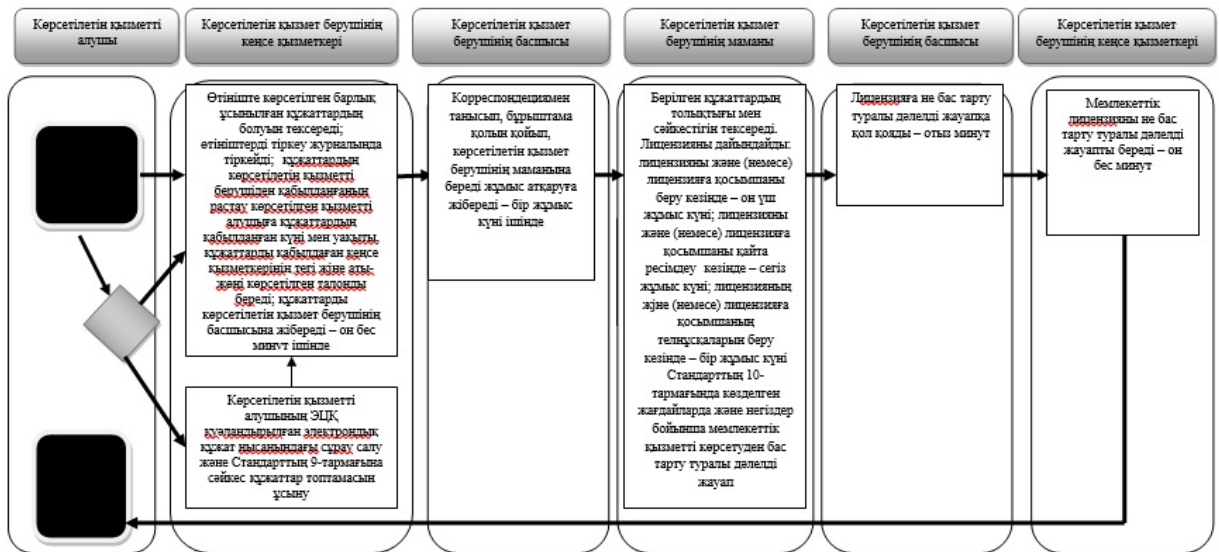 Көрсетілетін қызметті
алушы
Көрсетілетін қызмет берушінің
кеңсе қызметкері
Көрсетілетін қызмет
берушінің басшысы
Көрсетілетін қызмет
берушінің маманы
Көрсетілетін қызмет
берушінің басшысы
Көрсетілетін қызмет
берушінің кеңсе қызметкері
Өтініште көрсетілген барлық
ұсынылған құжаттардың
болуын тексереді;
өтініштерді тіркеу журналында
тіркейді; құжаттардың
көрсетілетін қызметті
берушіден қабылданғанын
растау көрсетілген қызметті
алушыға құжаттардың
қабылданған күні мен уақыты,
құжаттарды қабылдаған кеңсе
қызметкерінің тегі жіне аты-
жөні көрсетілген талонды
береді; құжаттарды
көрсетілетін қызмет берушінің
басшысына жібереді – он бес
минут ішінде
Көрсетілетін қызметті
алушының ЭЦҚ
куәландырылған электрондық
құжат нысанындағы сұрау салу
және Стандарттың 9-тармағына
сәйкес құжаттар топтамасын
ұсыну
Корреспонденциямен
танысып, бұрыштама
қолын қойып,
көрсетілетін қызмет
берушінің маманына
береді жұмыс атқаруға
жібереді – бір жұмыс
күні ішінде
Берілген құжаттардың
толықтығы мен
сәйкестігін тексереді.
Лицензияны дайындайды:
лицензияны және (немесе)
лицензияға қосымшаны
беру кезінде – он үш
жұмыс күні; лицензияны
және (немесе) лицензияға
қосымшаны қайта
ресімдеу кезінде – сегіз
жұмыс күні; лицензияның
жіне (немесе) лицензияға
қосымшаның
телнұсқаларын беру
кезінде – бір жұмыс күні
Стандарттың 10-
тармағында көзделген
жағдайларда және негіздер
бойынша мемлекеттік
қызметті көрсетуден бас
тарту туралы дәлелді
жауап
Лицензияға не бас тарту
туралы дәлелді жауапқа
қол қояды – отыз минут
Мемлекеттік
лицензияны не бас
тарту туралы дәлелді
жауапты береді – он
бес минут